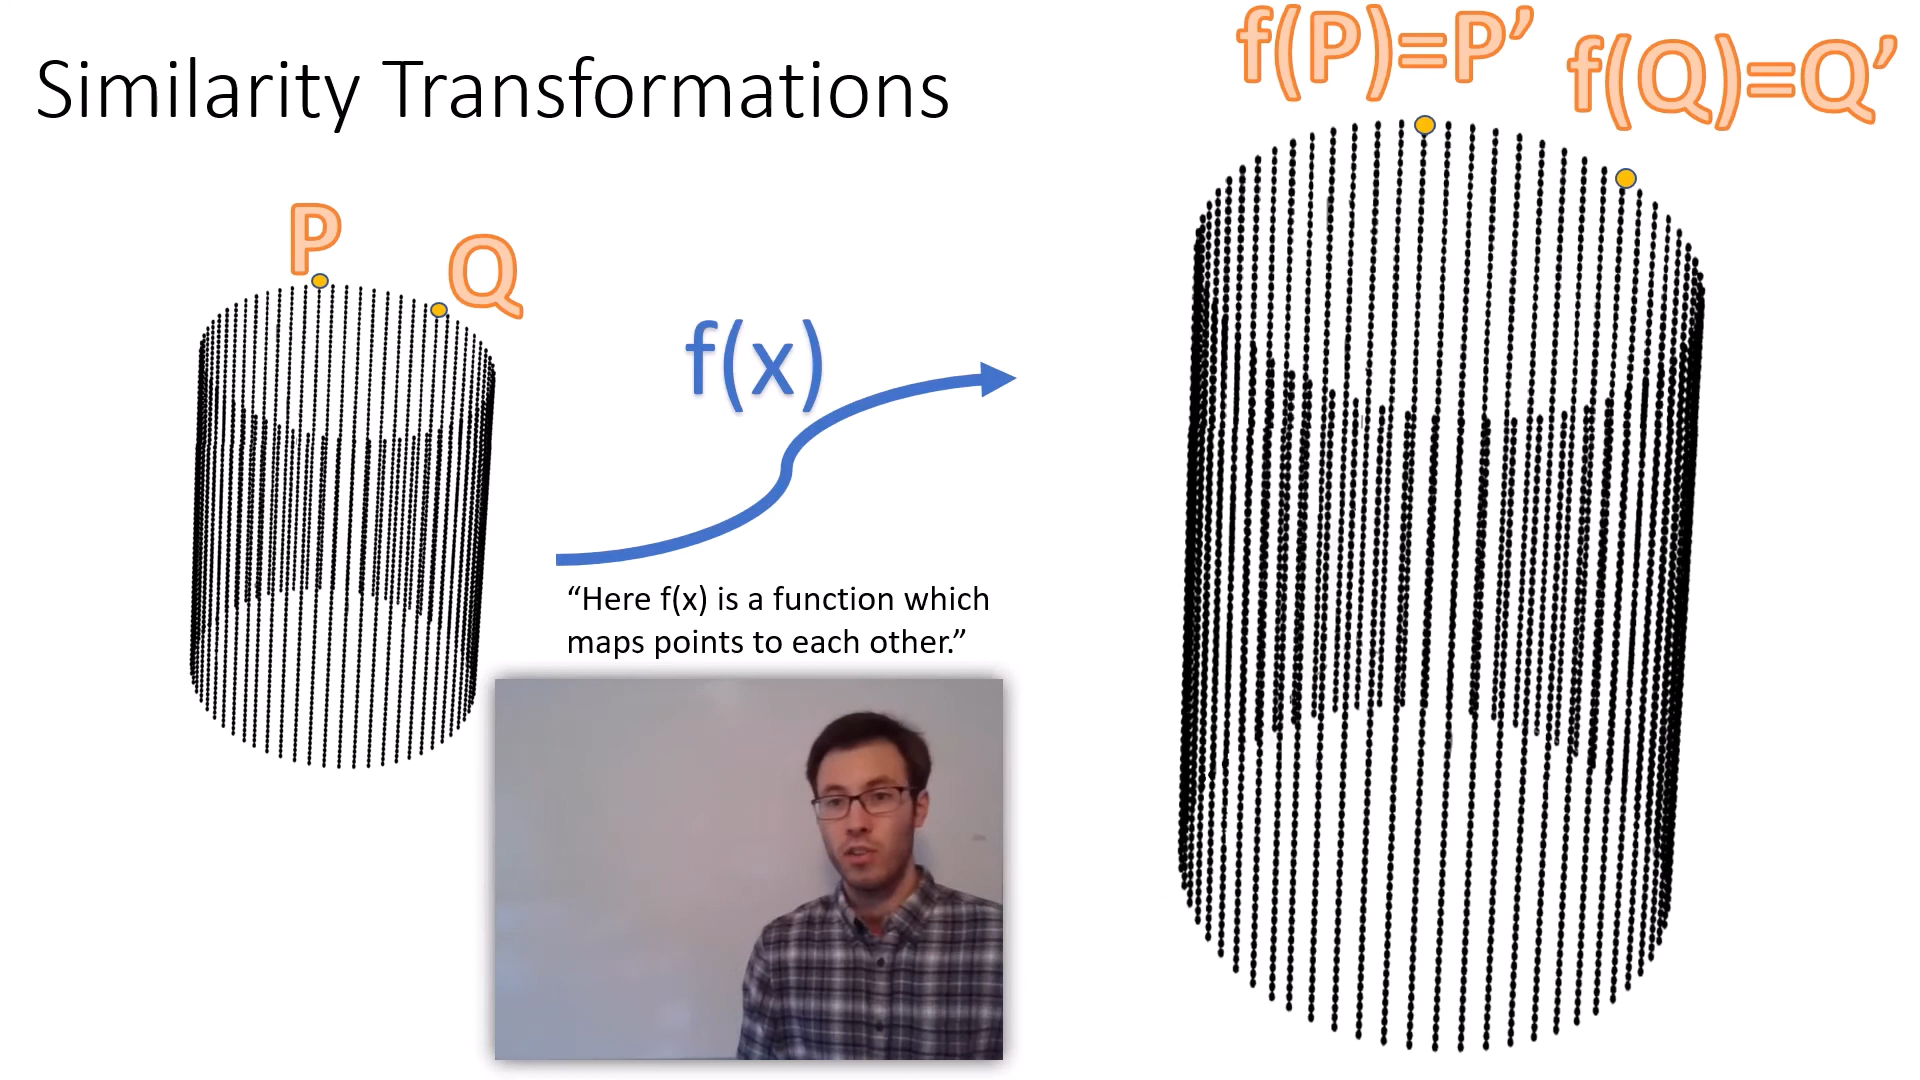 Similarity Transformations
f(P)=P’
f(Q)=Q’
P
Q
f(x)
“Here f(x) is a function which
maps points to each other.”